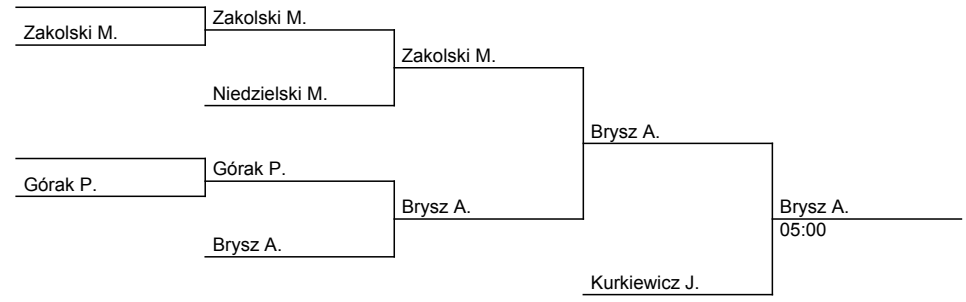 Zakolski M.
Zakolski M.
Zakolski M.
Niedzielski M.
Brysz A.
Górak P.
Górak P.
Brysz A.
Brysz A.
05:00
Brysz A.
Kurkiewicz J.